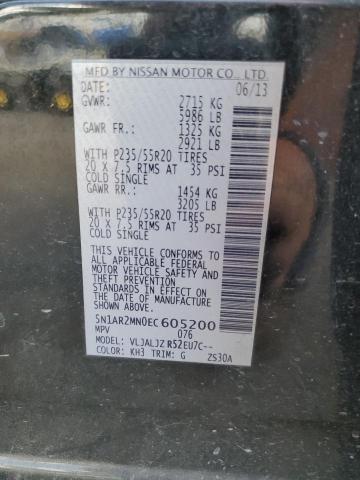 MFD BY NISSAN MOTOR CO., LTD.
DATE: 06/13
GVWR: 2715 KG
5986 LB
GAWR FR.: 1325 KG
2921 LB
WITH P235/55R20 TIRES
20 X 7.5 RIMS AT 35 PSI
COLD SINGLE
GAWR RR.: 1454 KG
3205 LB
WITH P235/55R20 TIRES
20 X 7.5 RIMS AT 35 PSI
COLD SINGLE
THIS VEHICLE CONFORMS TO
ALL APPLICABLE FEDERAL
MOTOR VEHICLE SAFETY AND
THEFT PREVENTION
STANDARDS IN EFFECT ON
THE DATE OF MANUFACTURE
SHOWN ABOVE.
5N1AR2MN0EC605200
MPV 076
VLJALJZ R52EU7C--
COLOR: KH3 TRIM: G ZS30A